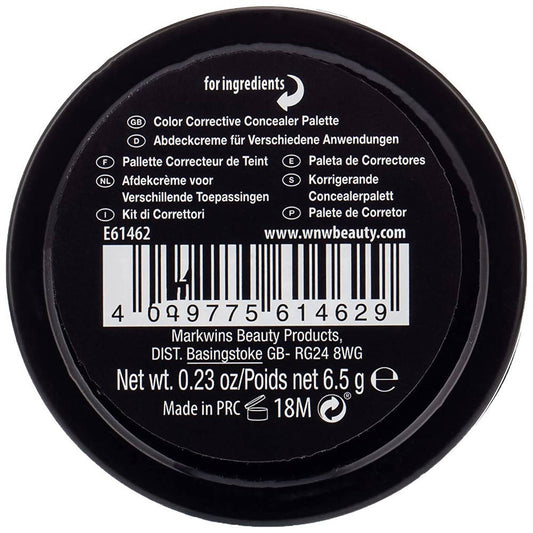 for ingredients
GB Color Corrective Concealer Palette
D Abdeckcreme für Verschiedene Anwendungen
F Pallette Correcteur de Teint
E Paleta de Correctores
NL Afdekcrème voor Verschillende Toepassingen
S Korrigerande Concealerpalett
I Kit di Correttori
P Palete de Corretor
E61462 www.wnwbeauty.com
4 049775 614629
Markwins Beauty Products,
DIST. Basingstoke GB- RG24 8WG
Net wt. 0.23 oz/Poids net 6.5 g e
Made in PRC 18M